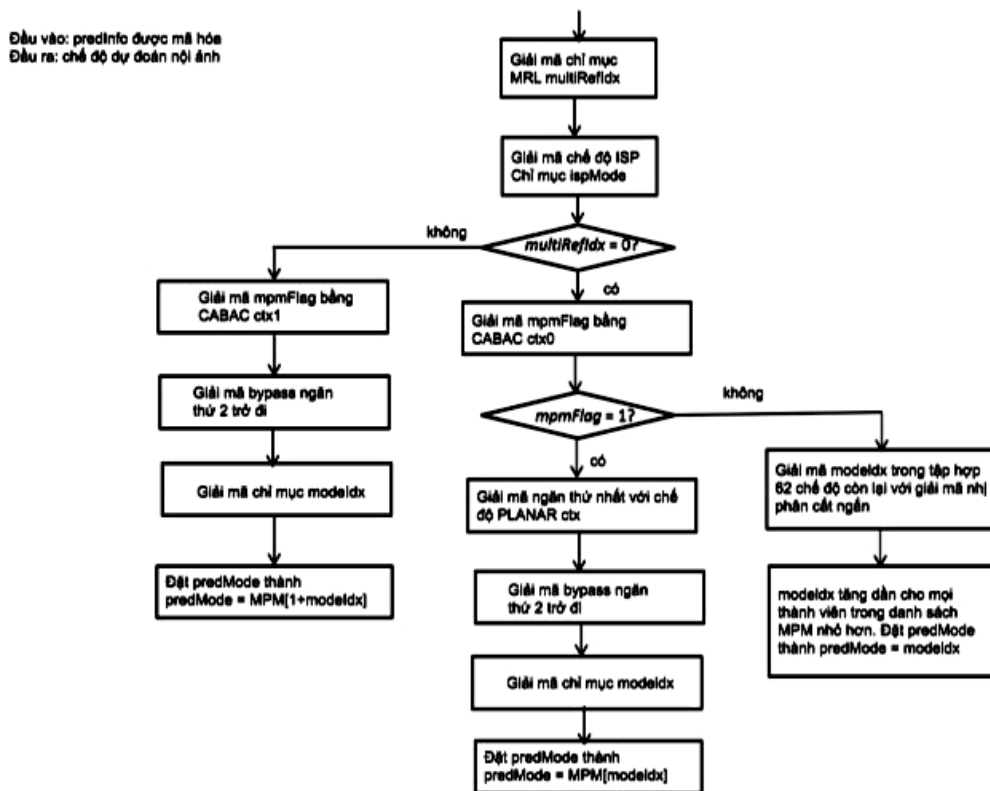 Đầu vào: predInfo được mã hóa
Đầu ra: chế độ dự đoán nội ảnh
Giải mã chỉ mục
MRL multiRefIdx
Giải mã chế độ ISP
Chỉ mục ispMode
multiRefIdx = 0?
không
có
Giải mã mpmFlag bằng
CABAC ctx1
Giải mã bypass ngăn
thứ 2 trở đi
Giải mã chỉ mục modeIdx
Đặt predMode thành
predMode = MPM[1+modeIdx]
Giải mã mpmFlag bằng
CABAC ctx0
mpmFlag = 1?
không
có
Giải mã ngăn thứ nhất với chế
độ PLANAR ctx
Giải mã bypass ngăn
thứ 2 trở đi
Giải mã chỉ mục modeIdx
Đặt predMode thành
predMode = MPM[modeIdx]
Giải mã modeIdx trong tập hợp
62 chế độ còn lại với giải mã nhị
phân cắt ngắn
modeIdx tăng dần cho mọi
thành viên trong danh sách
MPM nhỏ hơn. Đặt predMode
thành predMode = modeIdx